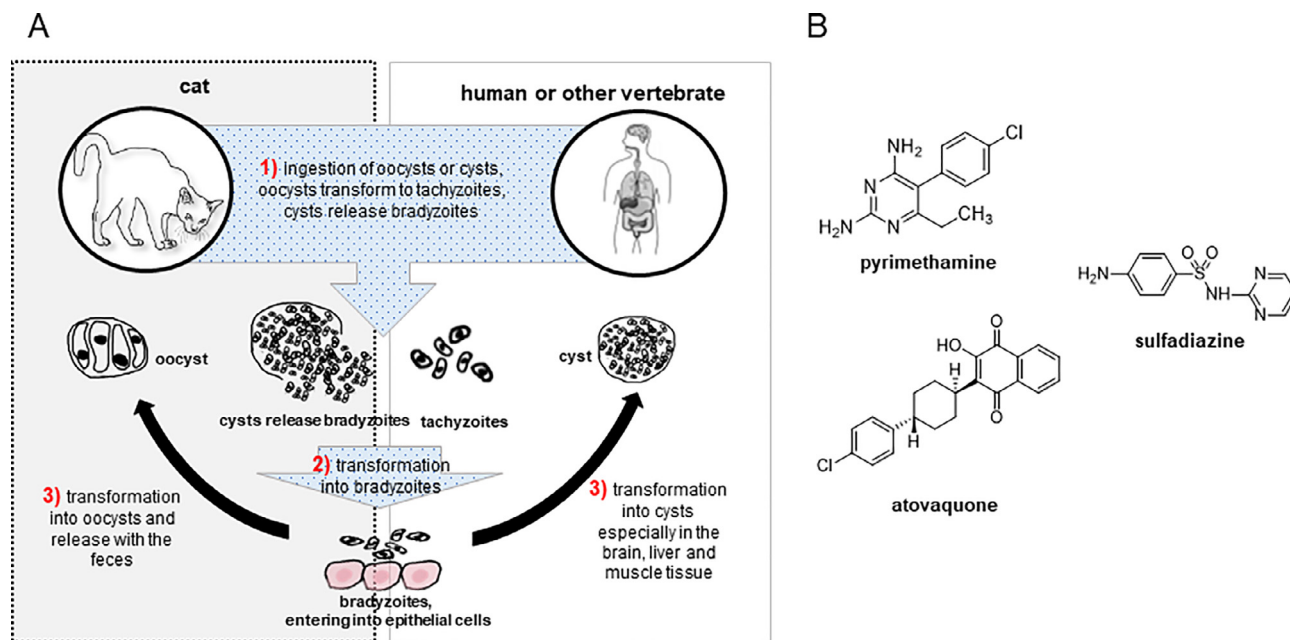 A
cat
human or other vertebrate
1) Ingestion of oocysts or cysts,
oocysts transform to tachyzoites,
cysts release bradyzoites
oocyst
cysts release bradyzoites
tachyzoites
cyst
2) transformation
into bradyzoites
3) transformation
into oocysts and
release with the
feces
3) transformation
into cysts
especially in the
brain, liver and
muscle tissue
bradyzoites,
entering into epithelial cells
B
Cl
NH2
N
H2N
N
CH3
pyrimethamine
O
O
S
H2N
NH
N
N
sulfadiazine
O
HO
H
O
H
Cl
atovaquone